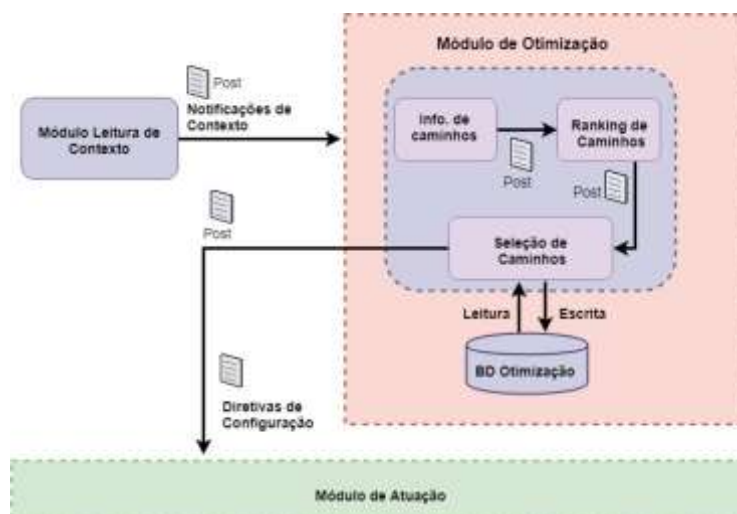 Módulo de Otimização
Post
Notificações de
Contexto
Módulo Leitura de
Contexto
Info. de
caminhos
Ranking de
Caminhos
Post
Post
Post
Seleção de
Caminhos
Leitura
Escrita
BD Otimização
Diretivas de
Configuração
Módulo de Atuação